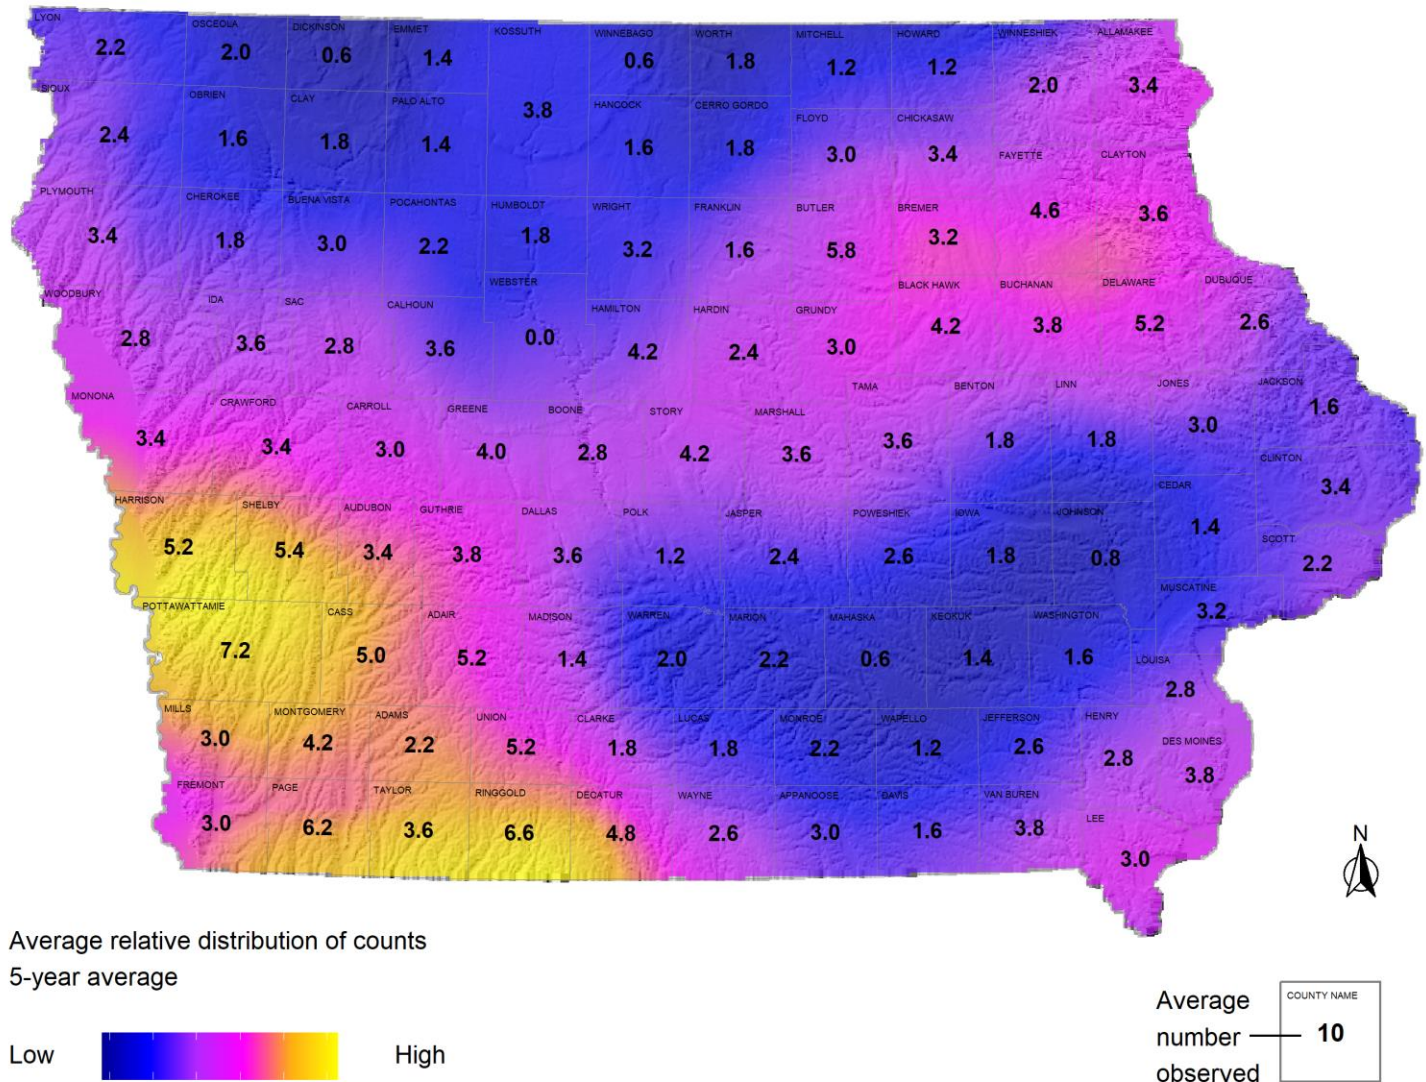 LYON OSCEOLA DICKINSON EMMET KOSSUTH WINNEBAGO WORTH MITCHELL HOWARD WINNESHIEK ALLAMAKEE
2.2 2.0 0.6 1.4 3.8 0.6 1.8 1.2 1.2 2.0 3.4
SIOUX OBRIEN CLAY PALO ALTO HANCOCK CERRO GORDO FLOYD CHICKASAW FAYETTE CLAYTON
2.4 1.6 1.8 1.4 1.6 1.8 3.0 3.4 4.6 3.6
PLYMOUTH CHEROKEE BUENA VISTA POCAHONTAS HUMBOLDT WRIGHT FRANKLIN BUTLER BREMER
3.4 1.8 3.0 2.2 1.8 3.2 1.6 5.8 3.2
WOODBURY IDA SAC CALHOUN WEBSTER HAMILTON HARDIN GRUNDY BLACK HAWK BUCHANAN DELAWARE DUBUQUE
2.8 3.6 2.8 3.6 0.0 4.2 2.4 3.0 4.2 3.8 5.2 2.6
MONONA CRAWFORD CARROLL GREENE BOONE STORY MARSHALL TAMA BENTON LINN JONES JACKSON
3.4 3.4 3.0 4.0 2.8 4.2 3.6 3.6 1.8 1.8 3.0 1.6
CLINTON
3.4
HARRISON SHELBY AUDUBON GUTHRIE DALLAS POLK JASPER POWESHIEK IOWA JOHNSON CEDAR SCOTT
5.2 5.4 3.4 3.8 3.6 1.2 2.4 2.6 1.8 0.8 1.4 2.2
POTTAWATTAMIE CASS ADAIR MADISON WARREN MARION MAHASKA KEOKUK WASHINGTON MUSCATINE
7.2 5.0 5.2 1.4 2.0 2.2 0.6 1.4 1.6 3.2
LOUISA
2.8
MILLS MONTGOMERY ADAMS UNION CLARKE LUCAS MONROE WAPELLO JEFFERSON HENRY DES MOINES
3.0 4.2 2.2 5.2 1.8 1.8 2.2 1.2 2.6 2.8 3.8
FREMONT PAGE TAYLOR RINGGOLD DECATUR WAYNE APPANOOSE DAVIS VAN BUREN LEE
3.0 6.2 3.6 6.6 4.8 2.6 3.0 1.6 3.8 3.0
N
Average relative distribution of counts
5-year average
Low High
Average
number
observed
COUNTY NAME
10